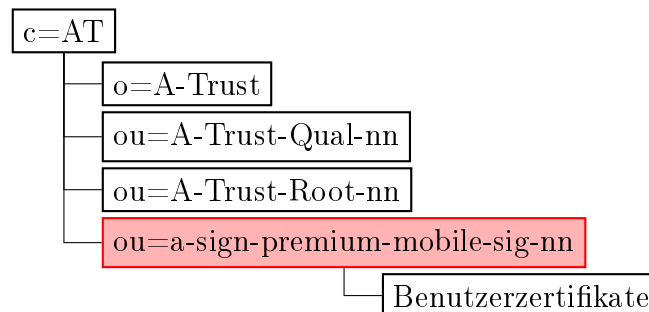 c=AT
o=A-Trust
ou=A-Trust-Qual-nn
ou=A-Trust-Root-nn
ou=a-sign-premium-mobile-sig-nn
Benutzerzertifikate